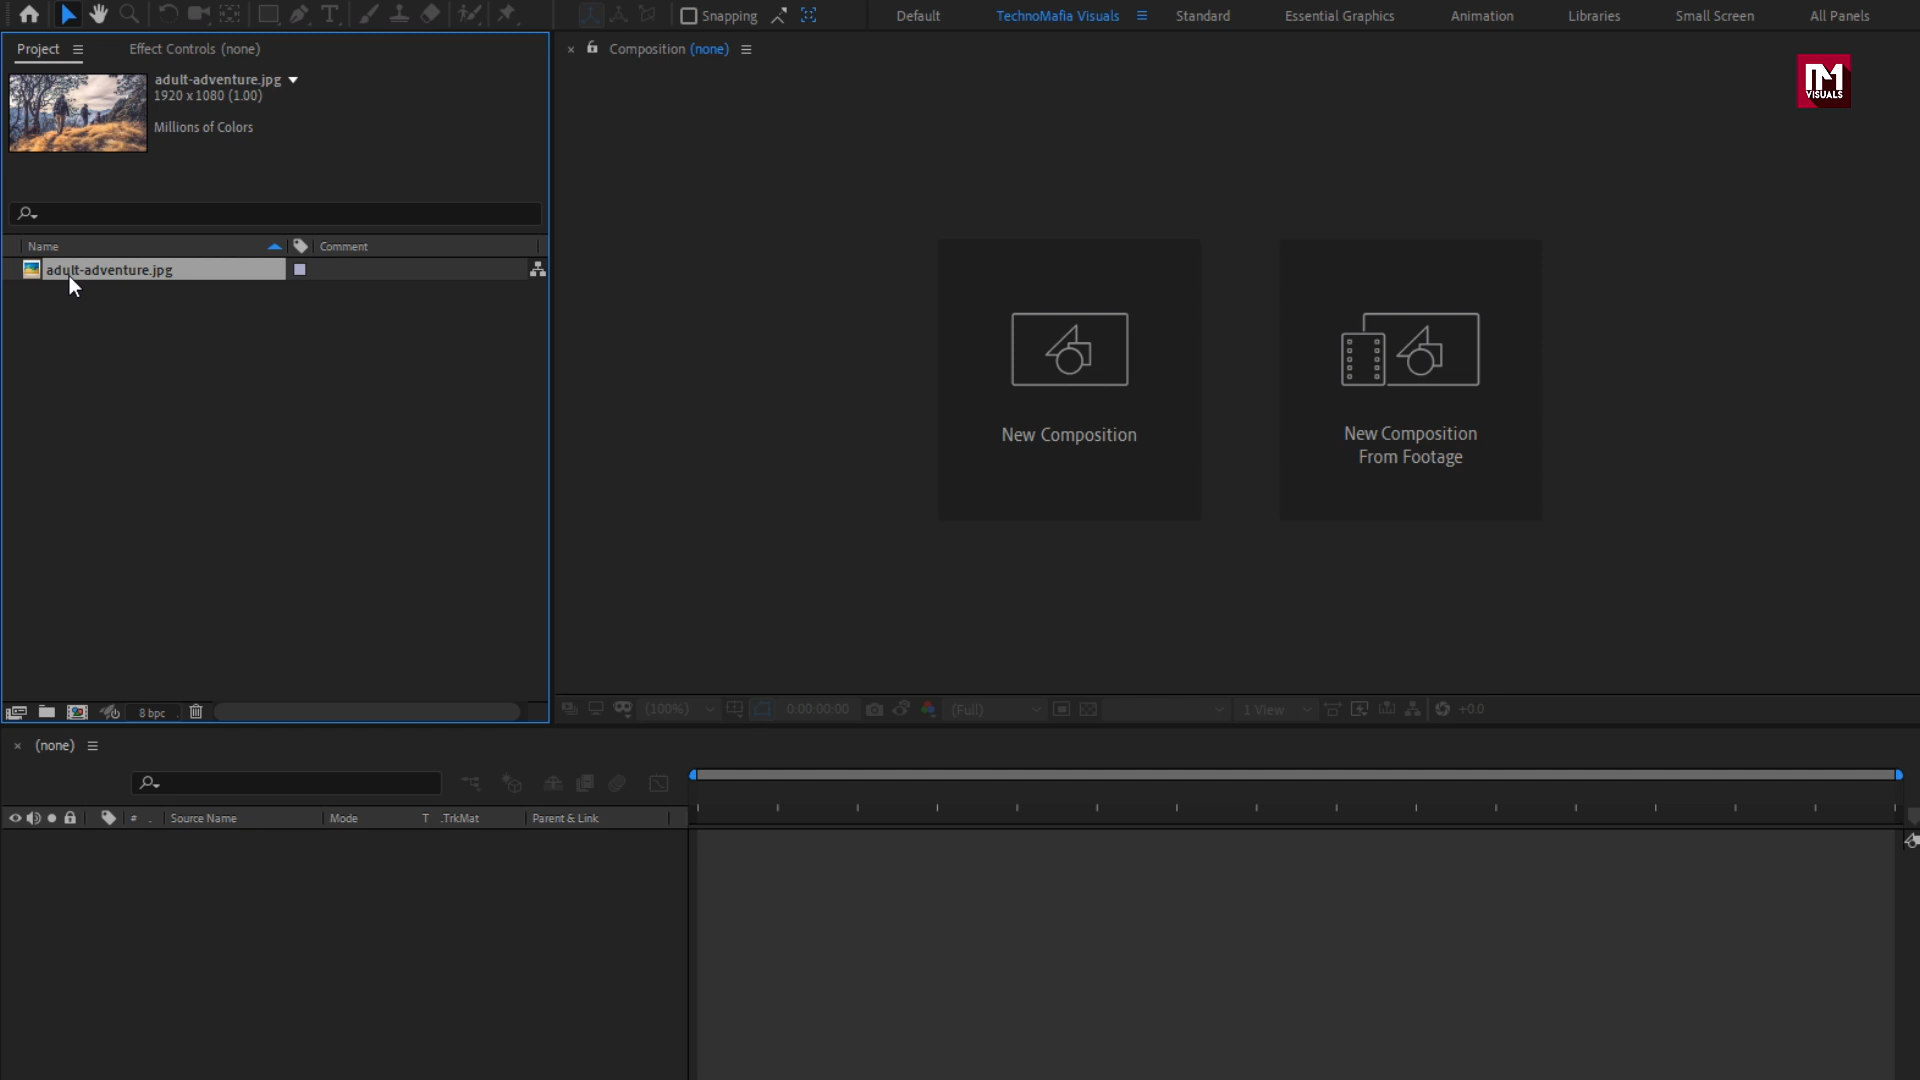 Snapping
Default
TechnoMafia Visuals
Standard
Essential Graphics
Animation
Libraries
Small Screen
All Panels
Project
Effect Controls (none)
Composition (none)
adult-adventure.jpg
1920 x 1080 (1.00)
Millions of Colors
VISUALS
Name
Comment
adult-adventure.jpg
New Composition
New Composition
From Footage
8 bpc
(100%)
0:00:00:00
(Full)
1 View
+0.0
(none)
#
Source Name
Mode
T .TrkMat
Parent & Link